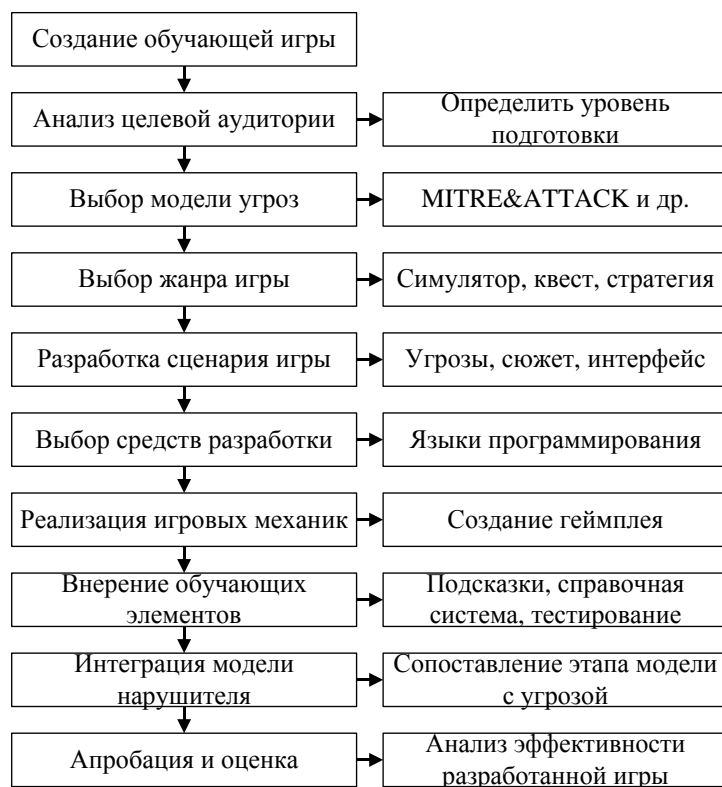 Создание обучающей игры
Анализ целевой аудитории
Определить уровень
подготовки
Выбор модели угроз
MITRE&ATTACK и др.
Выбор жанра игры
Симулятор, квест, стратегия
Разработка сценария игры
Угрозы, сюжет, интерфейс
Выбор средств разработки
Языки программирования
Реализация игровых механик
Создание геймплея
Внерение обучающих
элементов
Подсказки, справочная
система, тестирование
Интеграция модели
нарушителя
Сопоставление этапа модели
с угрозой
Апробация и оценка
Анализ эффективности
разработанной игры